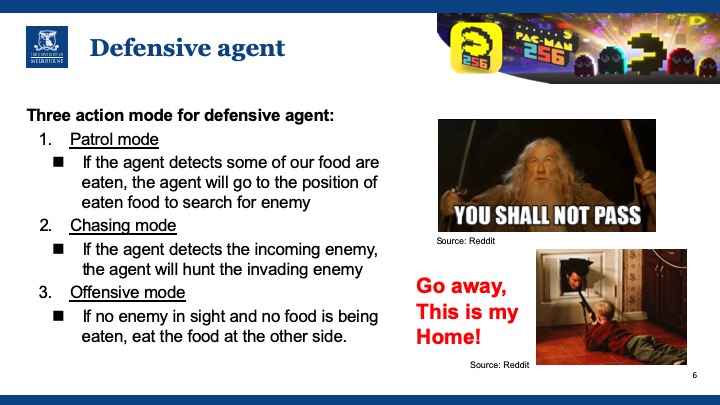 THE UNIVERSITY OF
MELBOURNE
Defensive agent
256
PAC-MAN
256
Three action mode for defensive agent:
1. Patrol mode
■ If the agent detects some of our food are
eaten, the agent will go to the position of
eaten food to search for enemy
2. Chasing mode
■ If the agent detects the incoming enemy,
the agent will hunt the invading enemy
3. Offensive mode
■ If no enemy in sight and no food is being
eaten, eat the food at the other side.
YOU SHALL NOT PASS
Source: Reddit
Go away,
This is my
Home!
Source: Reddit
6